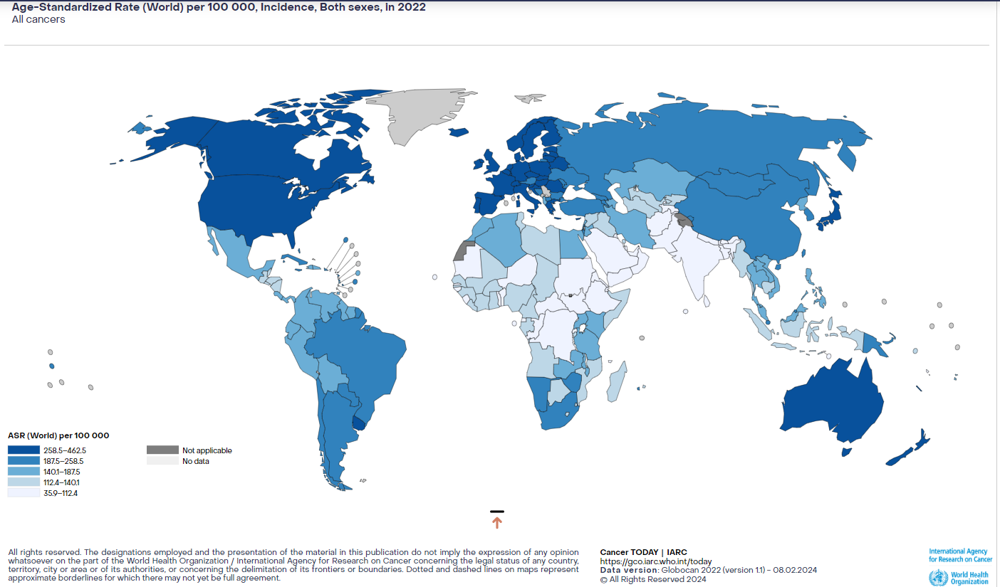 Age-Standardized Rate (World) per 100 000, Incidence, Both sexes, in 2022
All cancers
ASR (World) per 100 000
258.5–462.5
187.5–258.5
140.1–187.5
112.4–140.1
35.9–112.4
Not applicable
No data
All rights reserved. The designations employed and the presentation of the material in this publication do not imply the expression of any opinion
whatsoever on the part of the World Health Organization / International Agency for Research on Cancer concerning the legal status of any country,
territory, city or area or of its authorities, or concerning the delimitation of its frontiers or boundaries. Dotted and dashed lines on maps represent
approximate borderlines for which there may not yet be full agreement.
Cancer TODAY | IARC
https://gco.iarc.who.int/today
Data version: Globocan 2022 (version 1.1) - 08.02.2024
© All Rights Reserved 2024
International Agency
for Research on Cancer
World Health
Organization